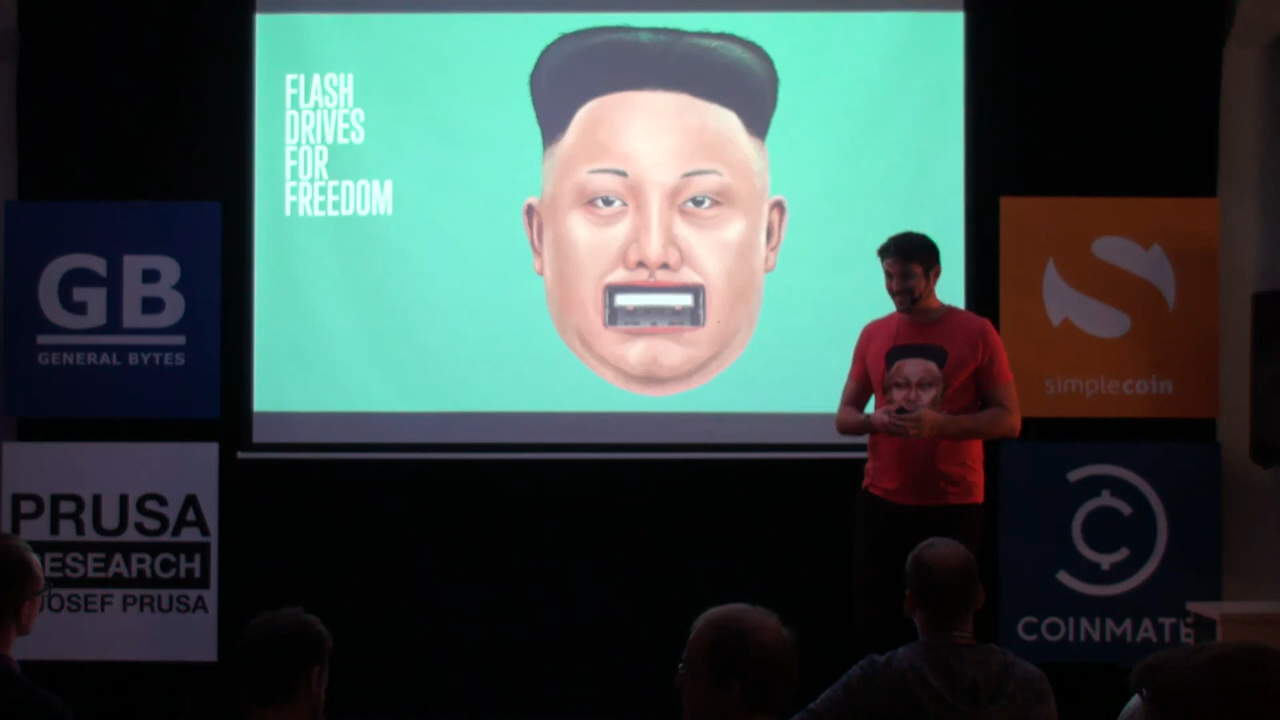 FLASH
DRIVES
FOR
FREEDOM
GB
GENERAL BYTES
PRUSA
RESEARCH
JOSEF PRUSA
simplecoin
COINMATE